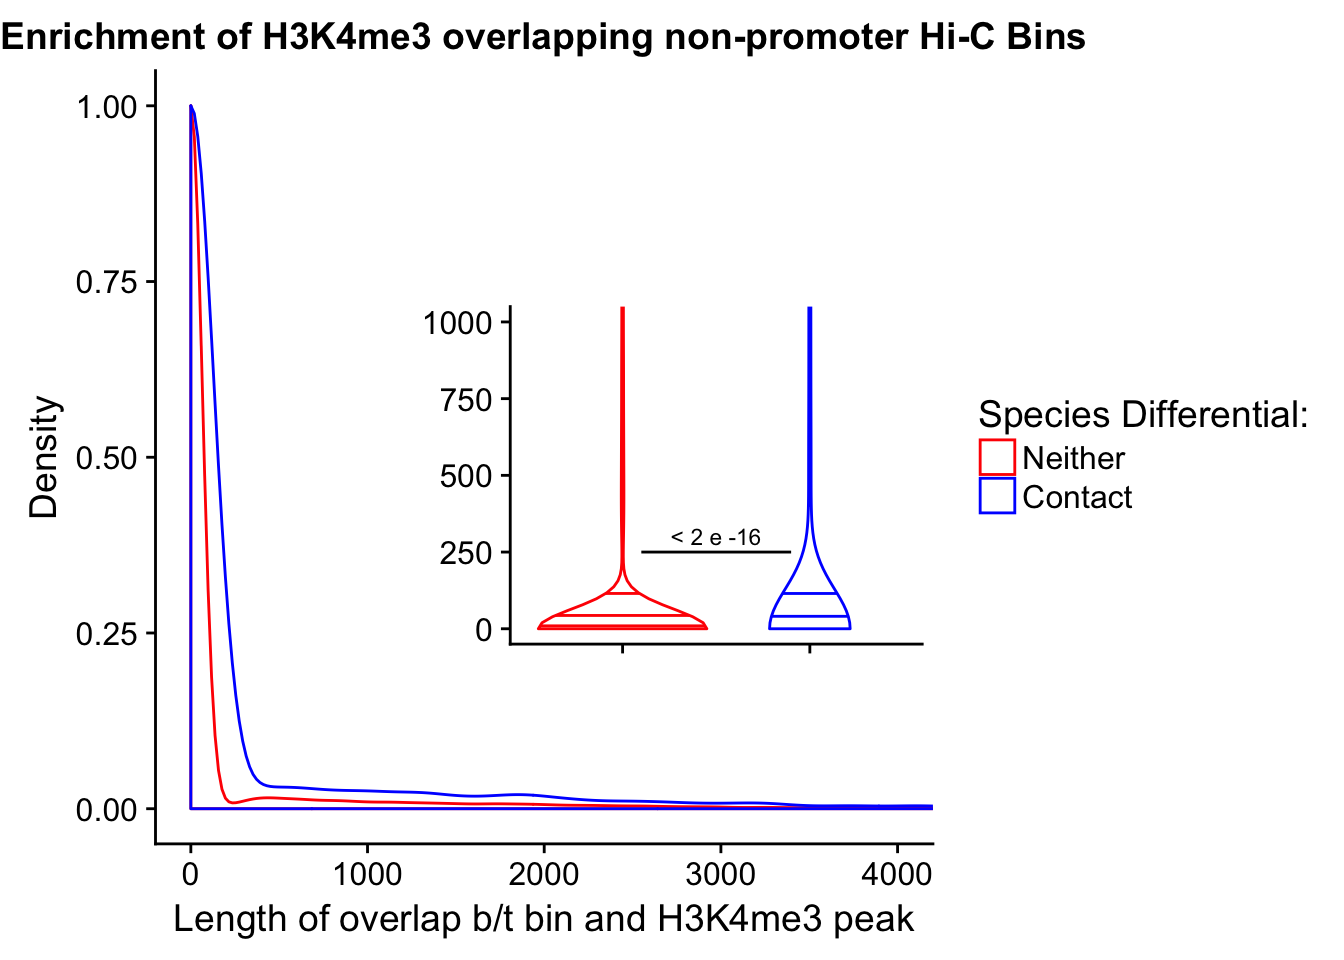 Enrichment of H3K4me3 overlapping non-promoter Hi-C Bins
Density
1.00
0.75
0.50
0.25
0.00
0
1000
2000
3000
4000
Length of overlap b/t bin and H3K4me3 peak
1000
750
500
250
0
< 2 e -16
Species Differential:
Neither
Contact